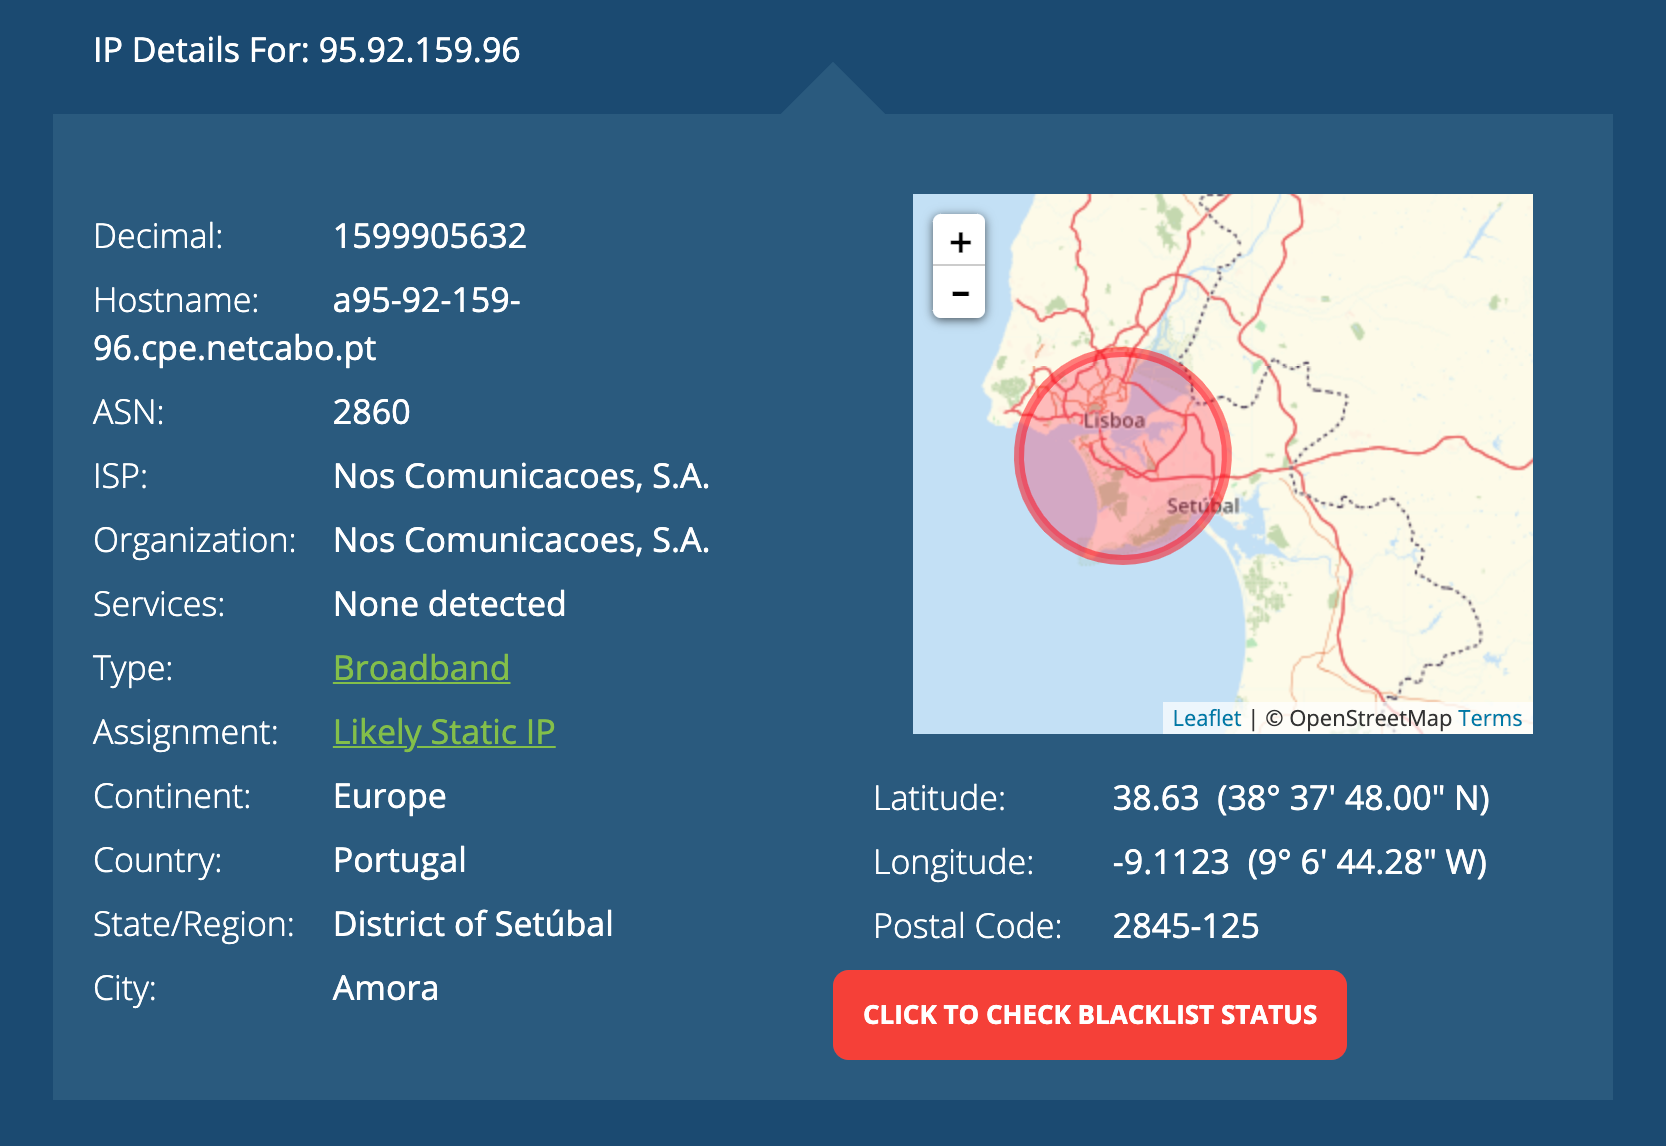 IP Details For: 95.92.159.96
Decimal: 1599905632
Hostname: a95-92-159-
96.cpe.netcabo.pt
ASN: 2860
ISP: Nos Comunicacoes, S.A.
Organization: Nos Comunicacoes, S.A.
Services: None detected
Type: Broadband
Assignment: Likely Static IP
Continent: Europe
Country: Portugal
State/Region: District of Setúbal
City: Amora
+
-
Lisboa
Setúbal
Leaflet | © OpenStreetMap Terms
Latitude: 38.63 (38° 37' 48.00" N)
Longitude: -9.1123 (9° 6' 44.28" W)
Postal Code: 2845-125
CLICK TO CHECK BLACKLIST STATUS